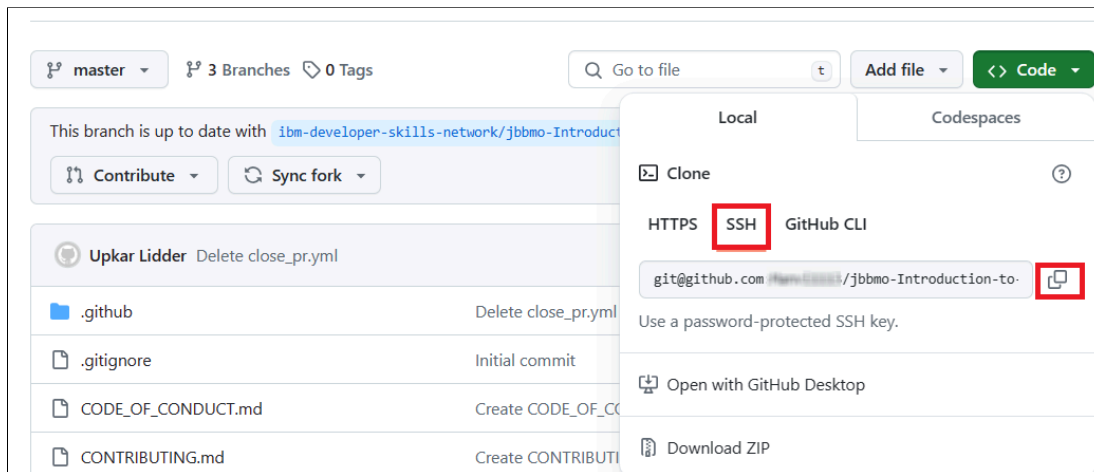 master 3 Branches 0 Tags Go to file t Add file <> Code
This branch is up to date with ibm-developer-skills-network/jbbmo-Introduct
Local Codespaces
Contribute Sync fork
Clone
HTTPS SSH GitHub CLI
Upkar Lidder Delete close_pr.yml
git@github.com /jbbmo-Introduction-to-
.github Delete close_pr.yml
Use a password-protected SSH key.
.gitignore Initial commit
Open with GitHub Desktop
CODE_OF_CONDUCT.md Create CODE_OF_CO
Download ZIP
CONTRIBUTING.md Create CONTRIBUTI